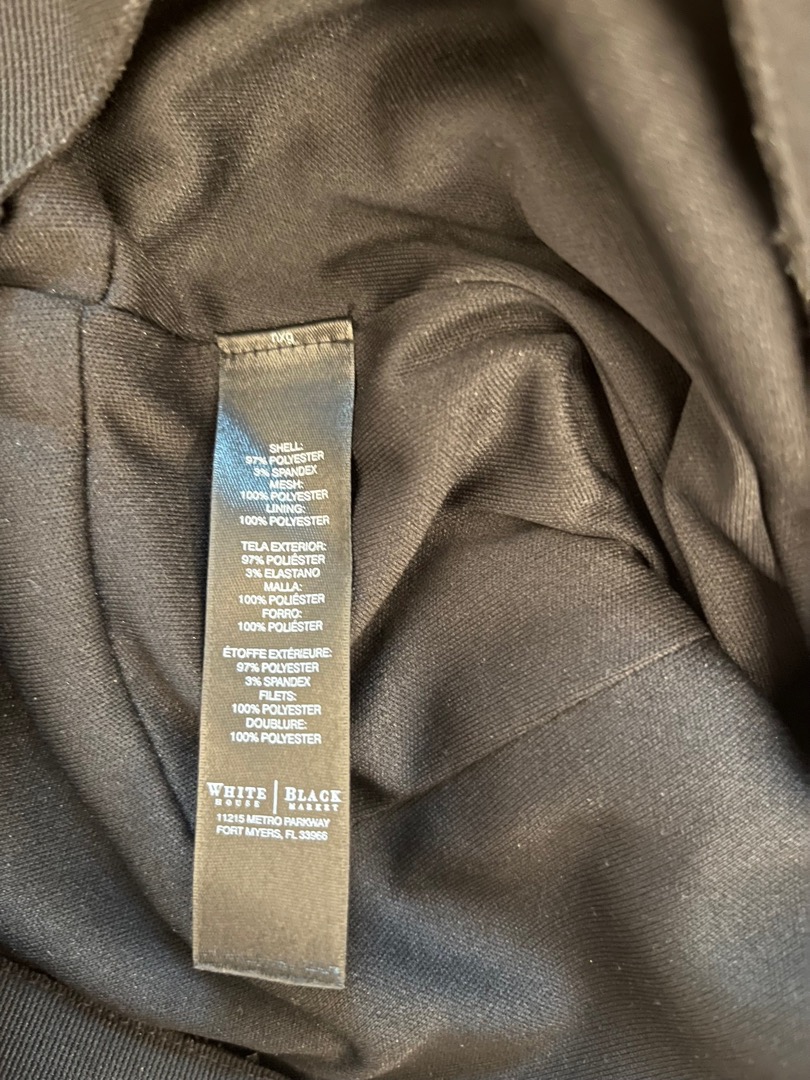 SHELL:
97% POLYESTER
3% SPANDEX
MESH:
100% POLYESTER
LINING:
100% POLYESTER
TELA EXTERIOR:
97% POLIÉSTER
3% ELASTANO
MALLA:
100% POLIÉSTER
FORRO:
100% POLIÉSTER
ÉTOFFE EXTÉRIEURE:
97% POLYESTER
3% SPANDEX
FILETS:
100% POLYESTER
DOUBLURE:
100% POLYESTER
WHITE | BLACK
HOUSE MARKET
11215 METRO PARKWAY
FORT MYERS, FL 33966